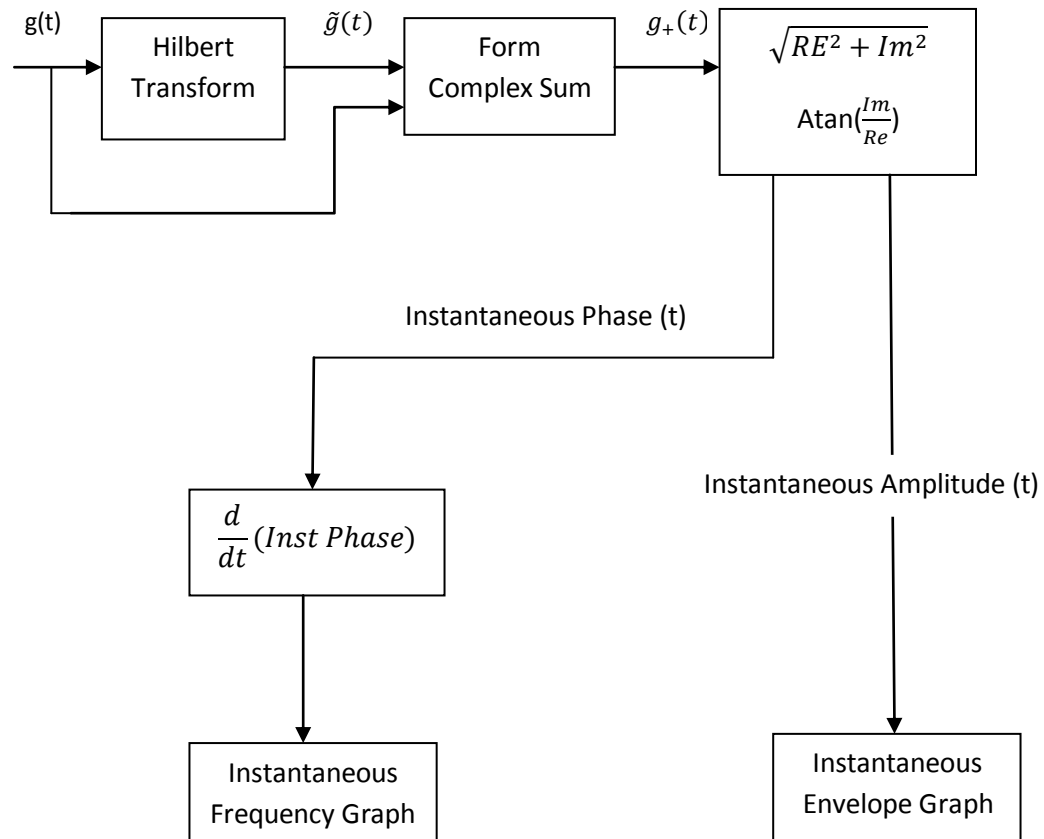 g(t)
Hilbert
Transform
g̃(t)
Form
Complex Sum
g₊(t)
√(RE² + Im²)
Atan(Im/Re)
Instantaneous Phase (t)
Instantaneous Amplitude (t)
d/dt (Inst Phase)
Instantaneous
Frequency Graph
Instantaneous
Envelope Graph